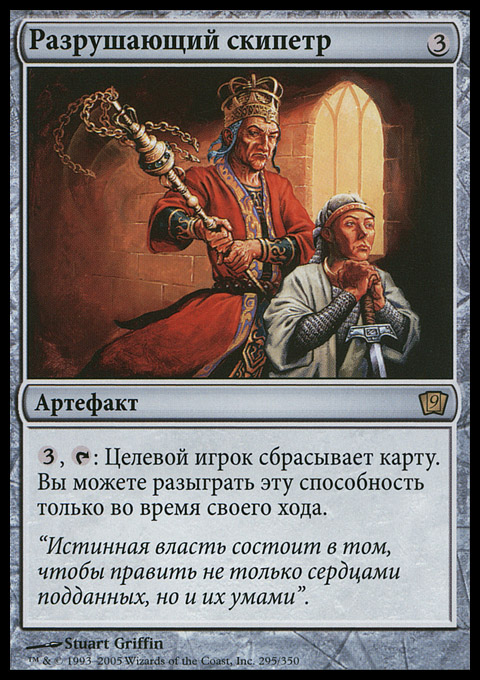 Разрушающий скипетр 3
Артефакт 9
3, : Целевой игрок сбрасывает карту.
Вы можете разыграть эту способность
только во время своего хода.
“Истинная власть состоит в том,
чтобы править не только сердцами
подданных, но и их умами”.
Stuart Griffin
™ & © 1993–2005 Wizards of the Coast, Inc. 295/350